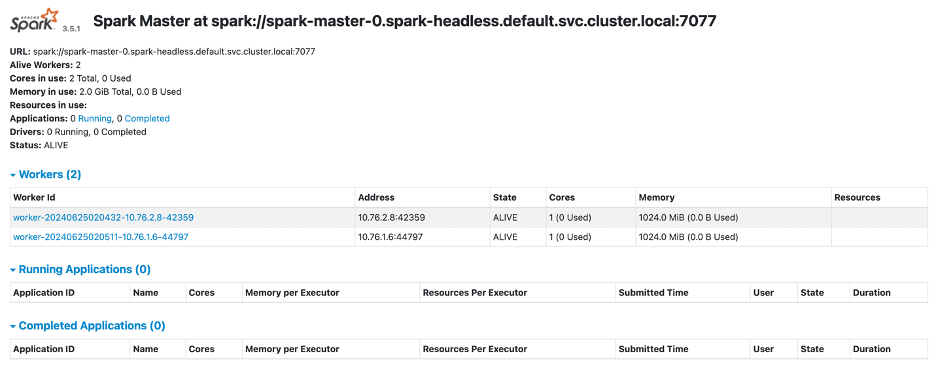 APACHE Spark 3.5.1 Spark Master at spark://spark-master-0.spark-headless.default.svc.cluster.local:7077
URL: spark://spark-master-0.spark-headless.default.svc.cluster.local:7077
Alive Workers: 2
Cores in use: 2 Total, 0 Used
Memory in use: 2.0 GiB Total, 0.0 B Used
Resources in use:
Applications: 0 Running, 0 Completed
Drivers: 0 Running, 0 Completed
Status: ALIVE
Workers (2)
Worker Id Address State Cores Memory Resources
worker-20240625020432-10.76.2.8-42359 10.76.2.8:42359 ALIVE 1 (0 Used) 1024.0 MiB (0.0 B Used)
worker-20240625020511-10.76.1.6-44797 10.76.1.6:44797 ALIVE 1 (0 Used) 1024.0 MiB (0.0 B Used)
Running Applications (0)
Application ID Name Cores Memory per Executor Resources Per Executor Submitted Time User State Duration
Completed Applications (0)
Application ID Name Cores Memory per Executor Resources Per Executor Submitted Time User State Duration